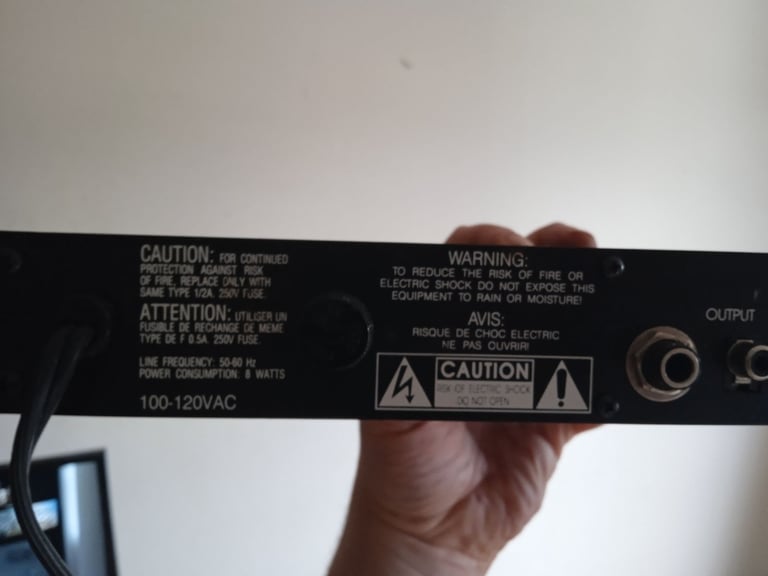 CAUTION: FOR CONTINUED
PROTECTION AGAINST RISK
OF FIRE, REPLACE ONLY WITH
SAME TYPE 1/2A. 250V FUSE.
ATTENTION: UTILISER UN
FUSIBLE DE RECHANGE DE MEME
TYPE DE F 0.5A 250V FUSE.
LINE FREQUENCY: 50-60 Hz
POWER CONSUMPTION: 8 WATTS
100-120VAC
WARNING:
TO REDUCE THE RISK OF FIRE OR
ELECTRIC SHOCK DO NOT EXPOSE THIS
EQUIPMENT TO RAIN OR MOISTURE!
AVIS:
RISQUE DE CHOC ELECTRIC
NE PAS OUVRIR!
CAUTION
RISK OF ELECTRIC SHOCK
DO NOT OPEN
OUTPUT